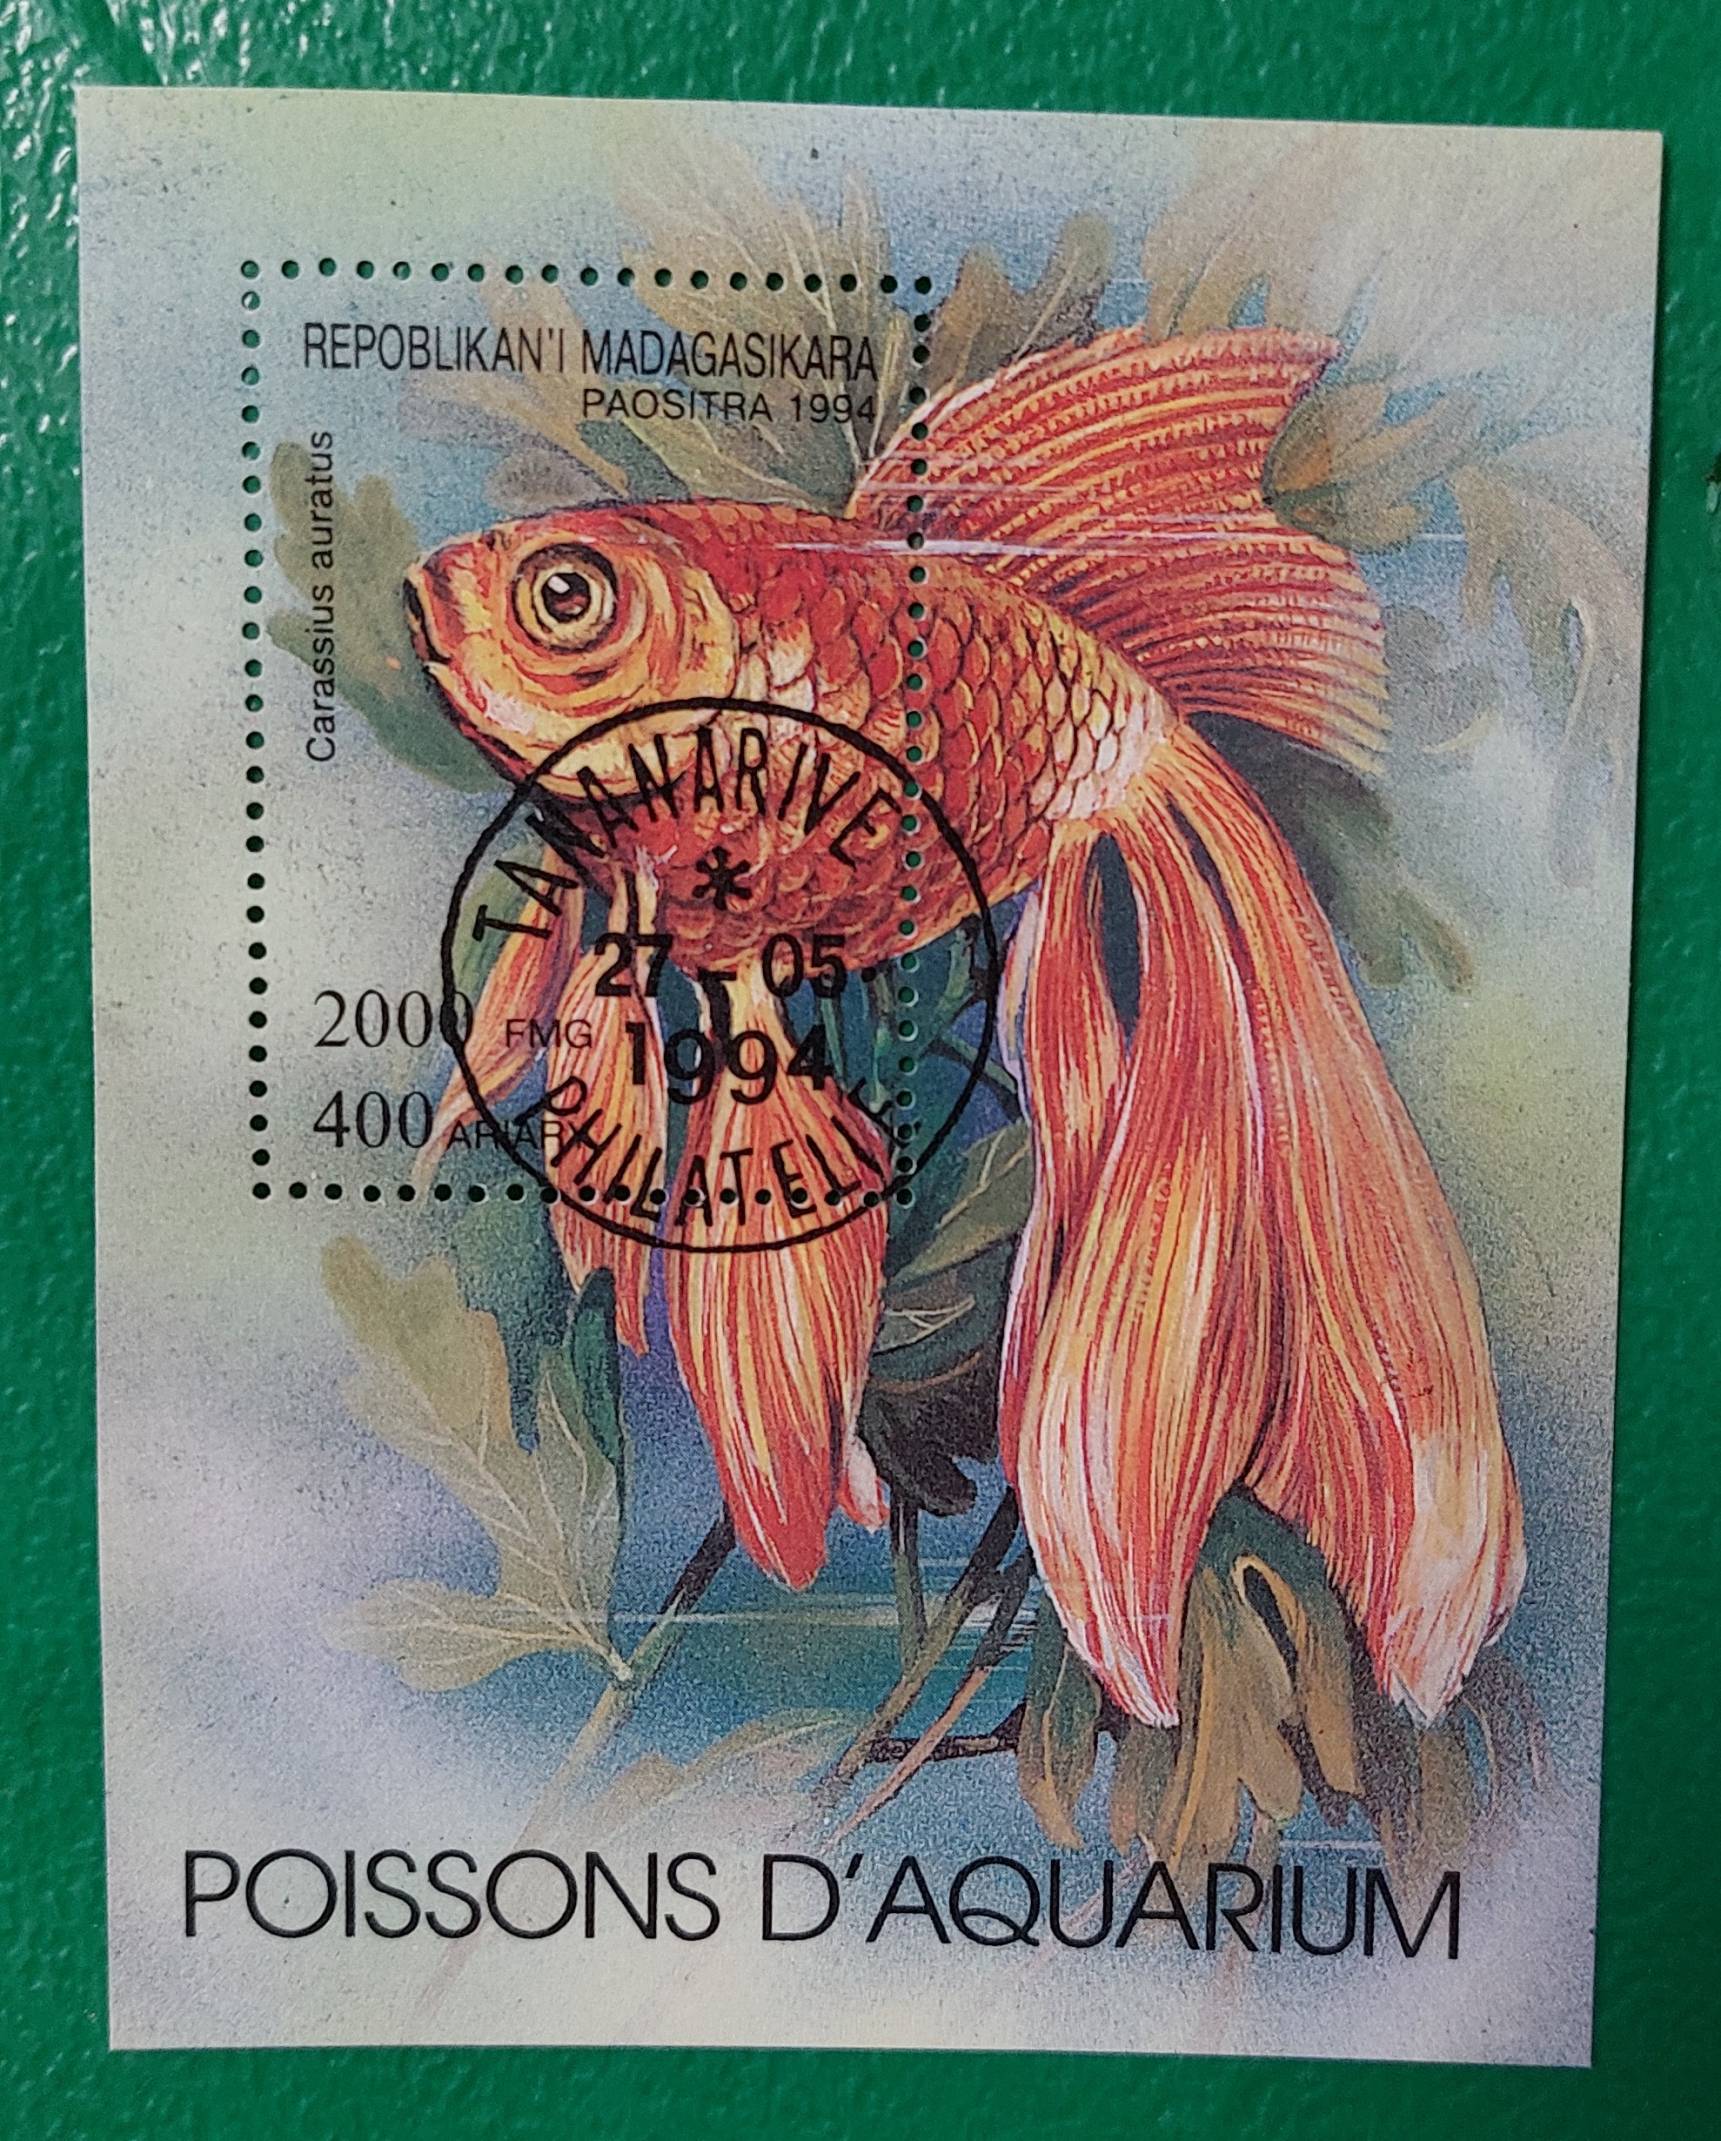 REPOBLIKAN'I MADAGASIKARA
PAOSITRA 1994
Carassius auratus
TANANARIVE
*
27-05
1994
PHILATELIE
2000 FMG
400 ARIARY
POISSONS D'AQUARIUM